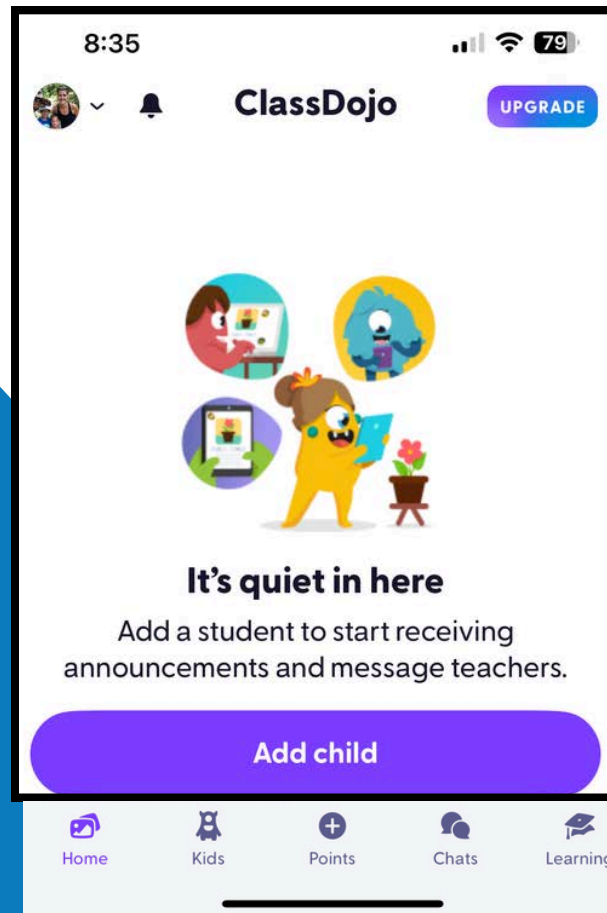 8:35
79
ClassDojo
UPGRADE
It’s quiet in here
Add a student to start receiving
announcements and message teachers.
Add child
Home Kids Points Chats Learning